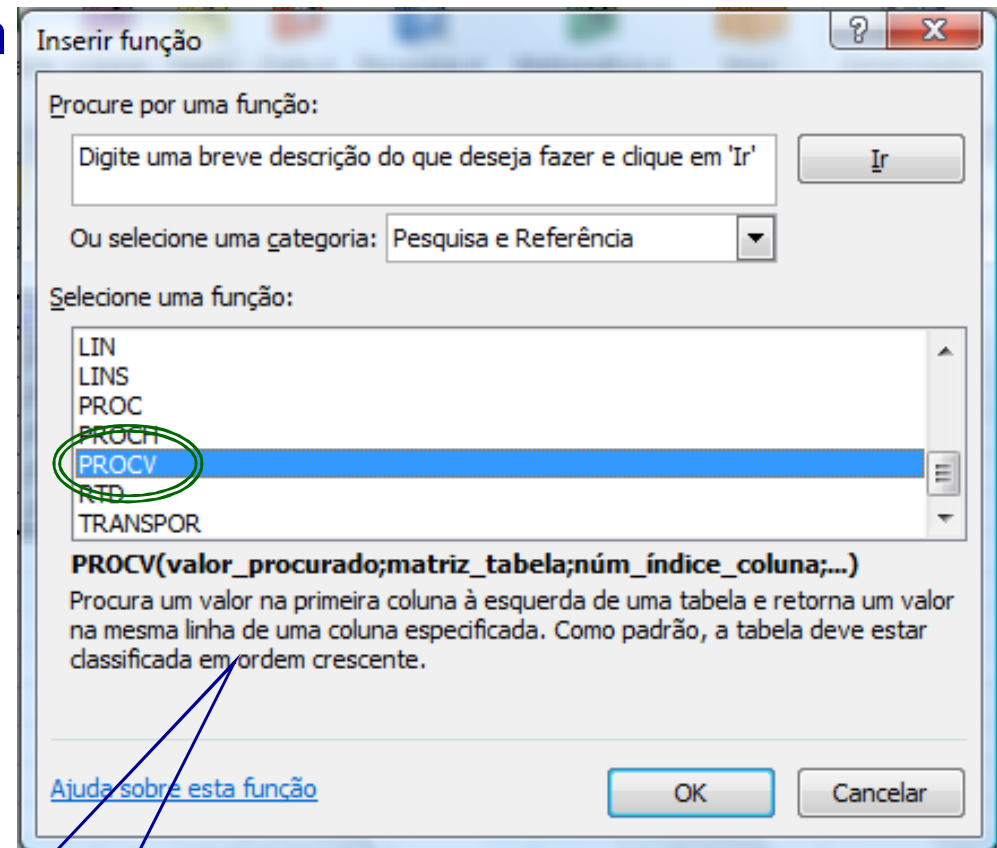 Inserir função
Procure por uma função:
Digite uma breve descrição do que deseja fazer e clique em 'Ir'
Ir
Ou selecione uma categoria: Pesquisa e Referência
Selecione uma função:
LIN
LINS
PROC
PROCH
PROCV
RTD
TRANSPOR
PROCV(valor_procurado;matriz_tabela;núm_índice_coluna;...)
Procura um valor na primeira coluna à esquerda de uma tabela e retorna um valor
na mesma linha de uma coluna especificada. Como padrão, a tabela deve estar
classificada em ordem crescente.
Ajuda sobre esta função
OK
Cancelar